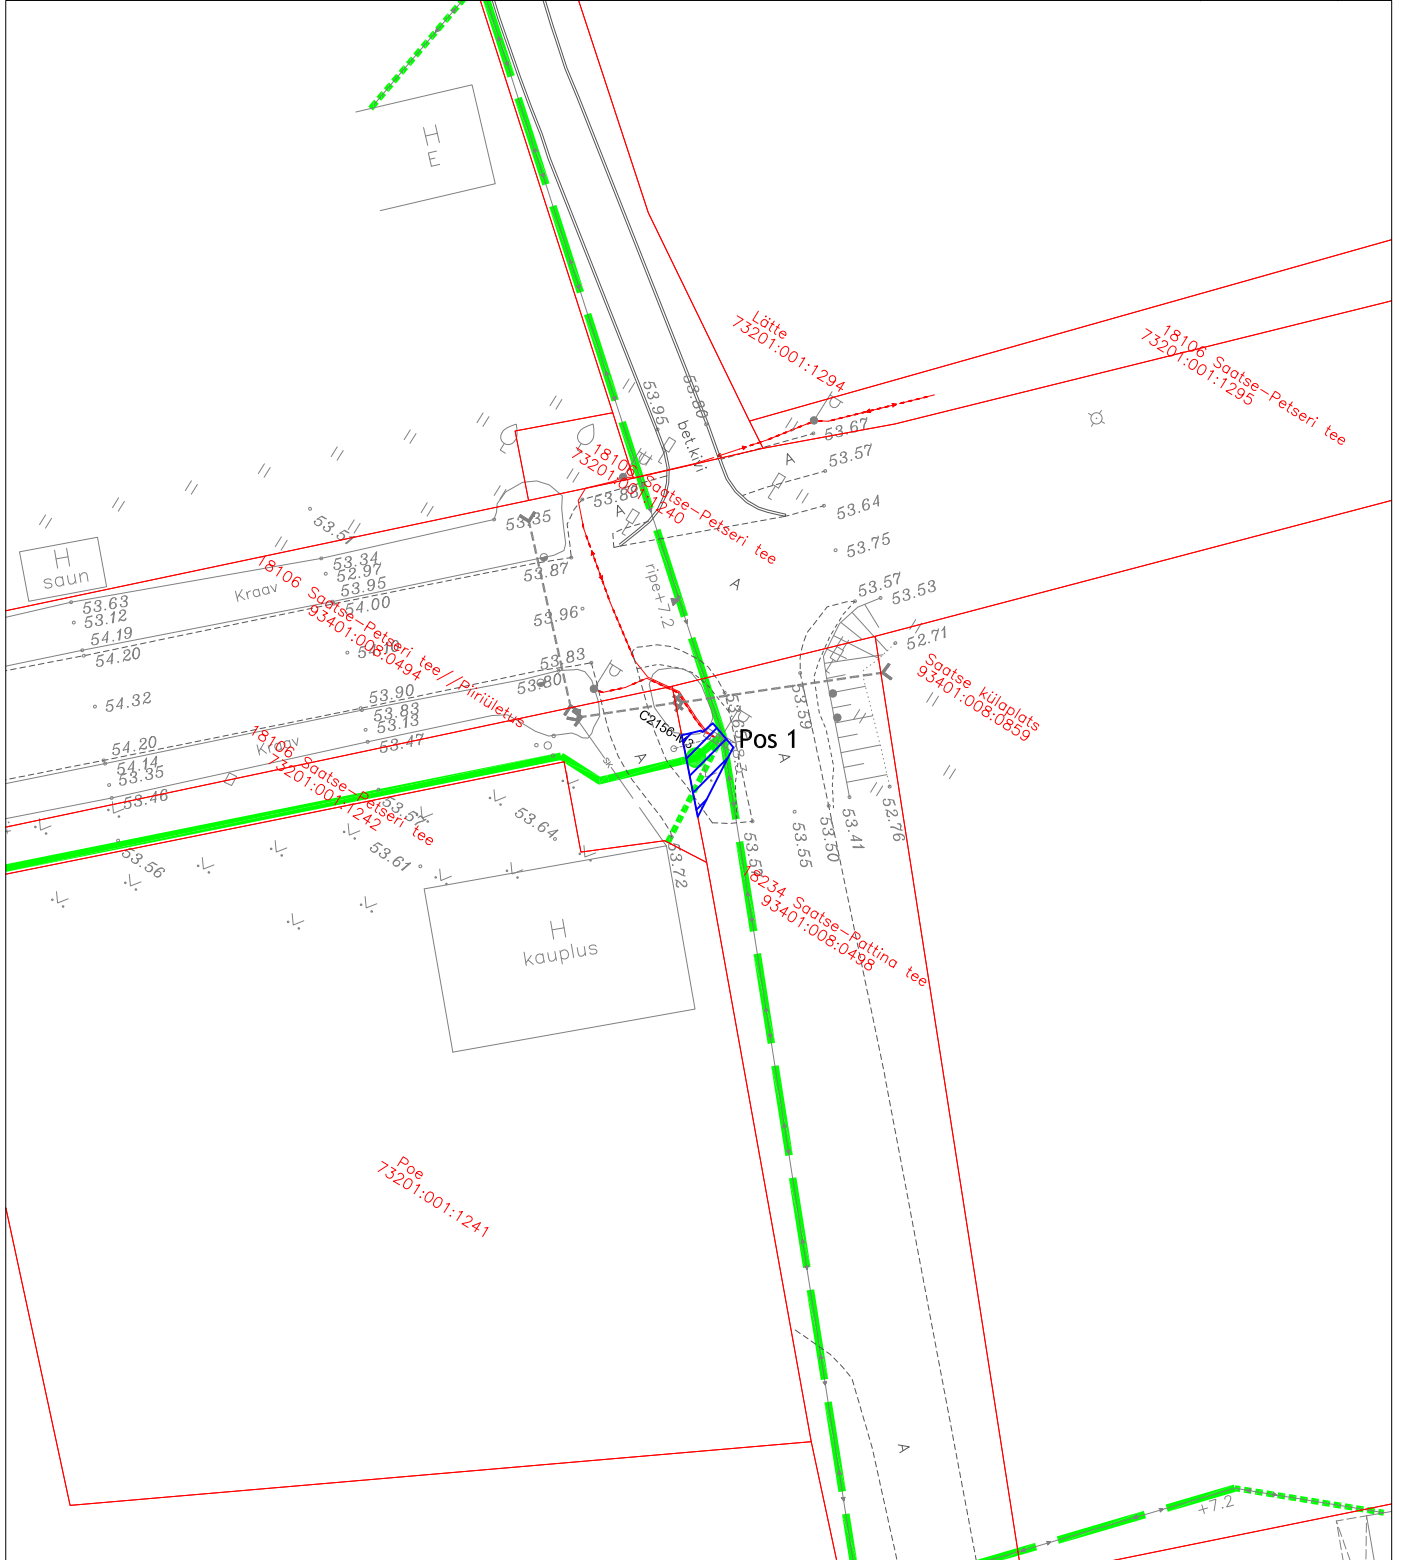 H
E
Lätte
73201:001:1294
18106 Saatse-Petseri tee
73201:001:1295
53.95
53.80
bet.kivi
53.67
53.57
A
53.64
53.75
18106 Saatse-Petseri tee
A
53.35
53.51
53.87
H
saun
53.34
52.97
53.95
54.00
Kraav
53.63
53.12
54.19
54.20
18106 Saatse-Petseri tee//Piiriületus
93401:008:0494
ripe+7.2
A
53.96
53.57
53.53
52.71
Saatse külaplats
93401:008:0859
53.83
53.80
53.90
53.83
53.13
53.47
54.32
54.20
54.14
53.35
53.46
Kraav
18106 Saatse-Petseri tee
73201:001:1242
C2156-M3
Pos 1
53.59
A
A
sk
53.64
53.61
53.56
53.72
53.55
53.50
53.41
52.76
18234 Saatse-Pattina tee
93401:008:0498
H
kauplus
Poe
73201:001:1241
A
+7.2